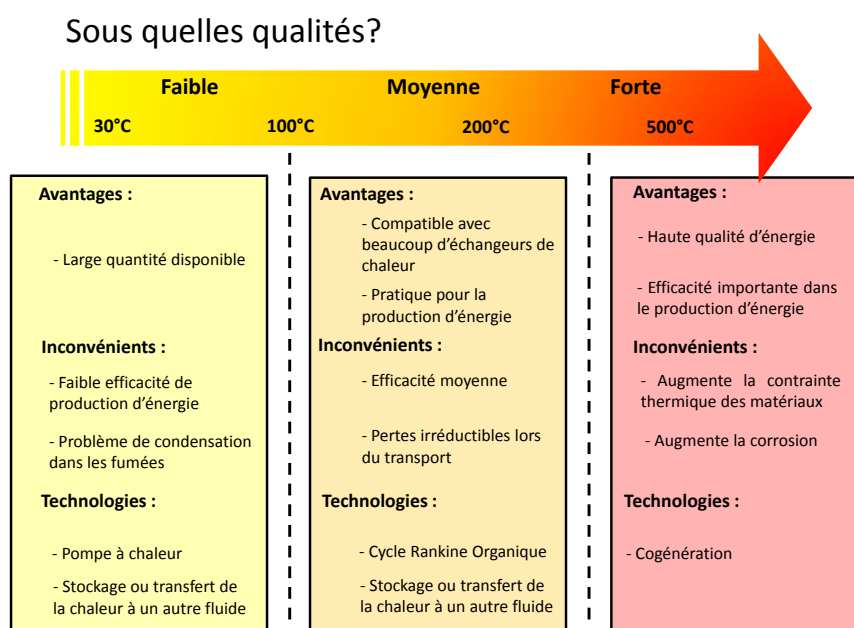 Sous quelles qualités?
Faible
Moyenne
Forte
30°C
100°C
200°C
500°C
Avantages :
- Large quantité disponible
Inconvénients :
- Faible efficacité de
production d'énergie
- Problème de condensation
dans les fumées
Technologies :
- Pompe à chaleur
- Stockage ou transfert de
la chaleur à un autre fluide
Avantages :
- Compatible avec
beaucoup d'échangeurs de
chaleur
- Pratique pour la
production d'énergie
Inconvénients :
- Efficacité moyenne
- Pertes irréductibles lors
du transport
Technologies :
- Cycle Rankine Organique
- Stockage ou transfert de
la chaleur à un autre fluide
Avantages :
- Haute qualité d'énergie
- Efficacité importante dans
le production d'énergie
Inconvénients :
- Augmente la contrainte
thermique des matériaux
- Augmente la corrosion
Technologies :
- Cogénération